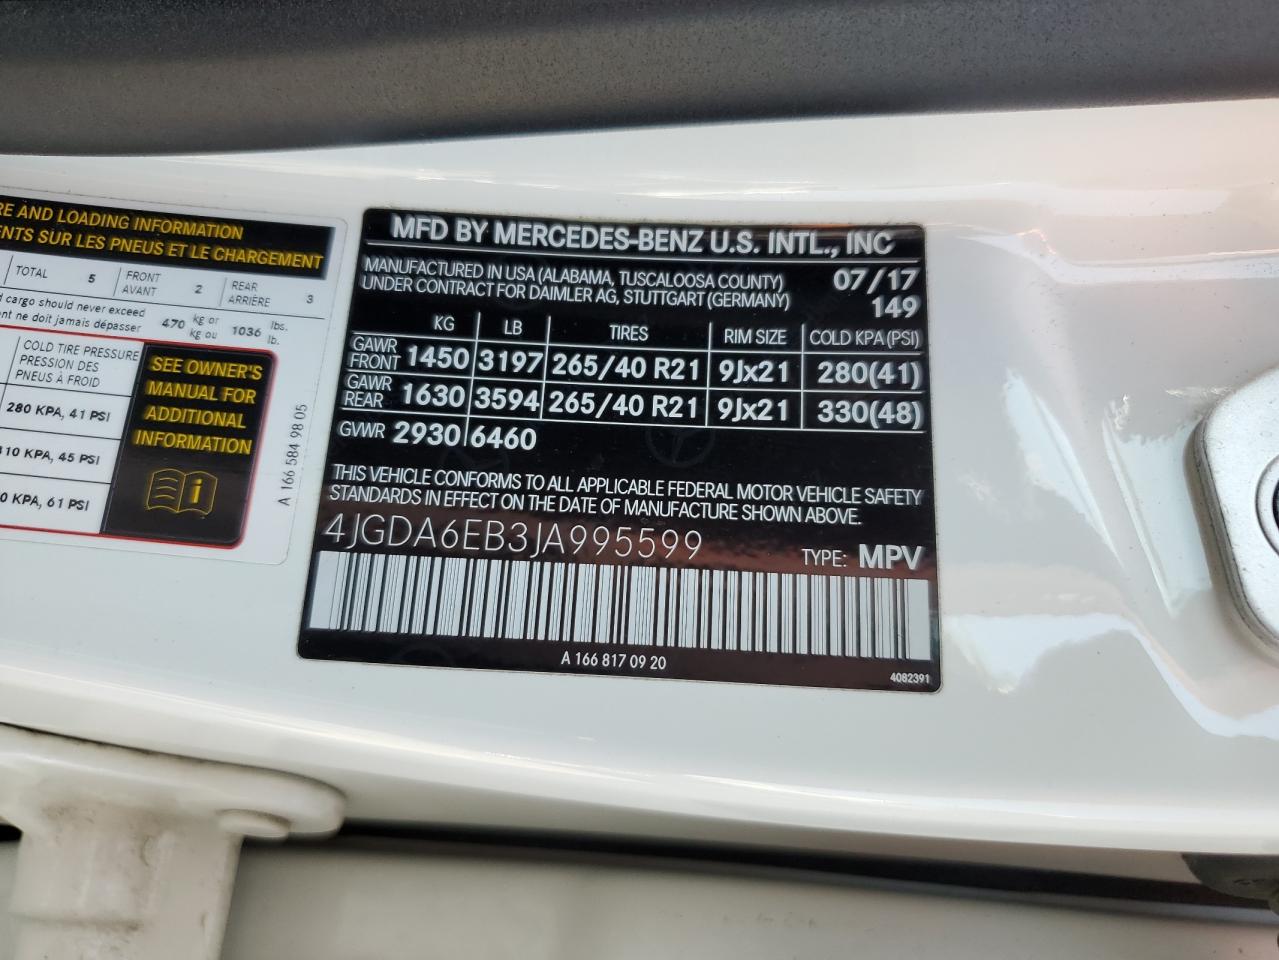 RE AND LOADING INFORMATION
ENTS SUR LES PNEUS ET LE CHARGEMENT
TOTAL 5 FRONT AVANT 2 REAR ARRIÈRE 3
cargo should never exceed
ne doit jamais dépasser 470 kg or kg ou 1036 lbs. lb.
COLD TIRE PRESSURE
PRESSION DES
PNEUS À FROID
280 KPA, 41 PSI
10 KPA, 45 PSI
0 KPA, 61 PSI
SEE OWNER'S
MANUAL FOR
ADDITIONAL
INFORMATION
i
A 166 584 98 05
MFD BY MERCEDES-BENZ U.S. INTL., INC
MANUFACTURED IN USA (ALABAMA, TUSCALOOSA COUNTY) 07/17
UNDER CONTRACT FOR DAIMLER AG, STUTTGART (GERMANY) 149
KG LB TIRES RIM SIZE COLD KPA (PSI)
GAWR FRONT 1450 3197 265/40 R21 9Jx21 280(41)
GAWR REAR 1630 3594 265/40 R21 9Jx21 330(48)
GVWR 2930 6460
THIS VEHICLE CONFORMS TO ALL APPLICABLE FEDERAL MOTOR VEHICLE SAFETY
STANDARDS IN EFFECT ON THE DATE OF MANUFACTURE SHOWN ABOVE.
4JGDA6EB3JA995599 TYPE: MPV
A 166 817 09 20
4082391